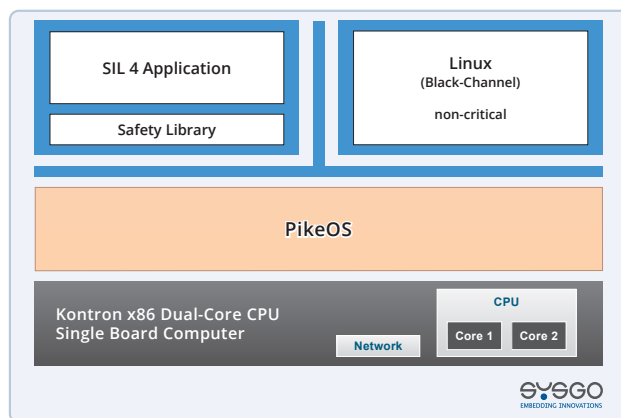 SIL 4 Application
Safety Library
Linux
(Black-Channel)
non-critical
PikeOS
Kontron x86 Dual-Core CPU
Single Board Computer
Network
CPU
Core 1
Core 2
SYSGO
EMBEDDING INNOVATIONS